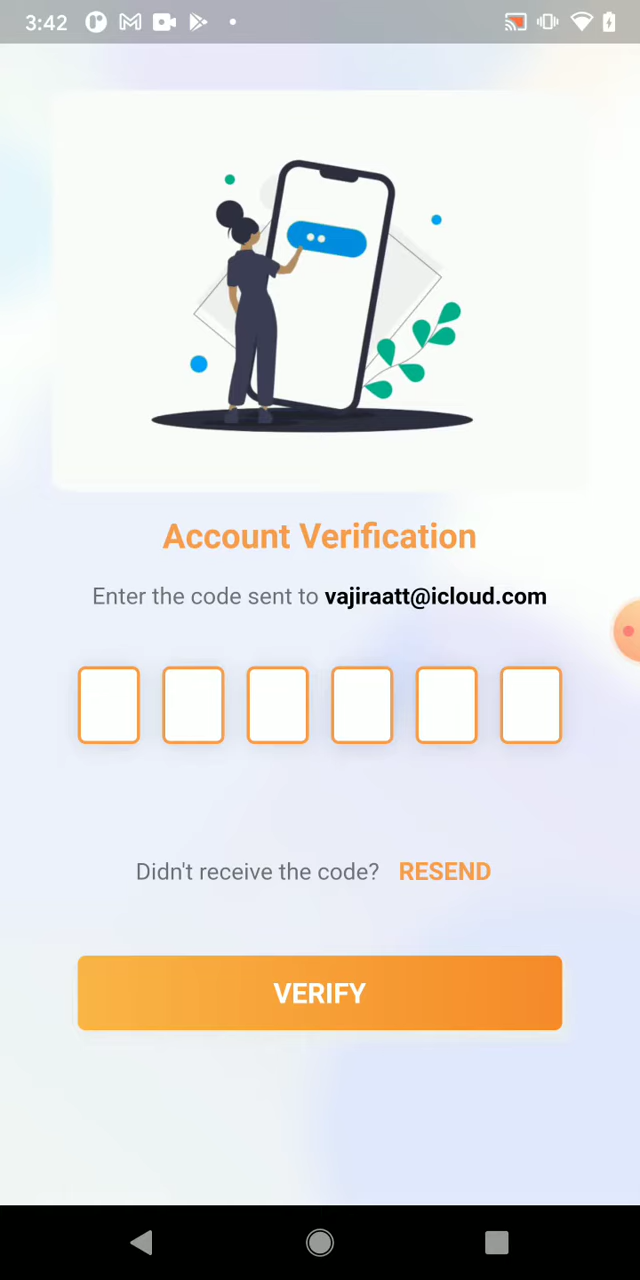 3:42
Account Verification
Enter the code sent to vajiraatt@icloud.com
Didn't receive the code? RESEND
VERIFY